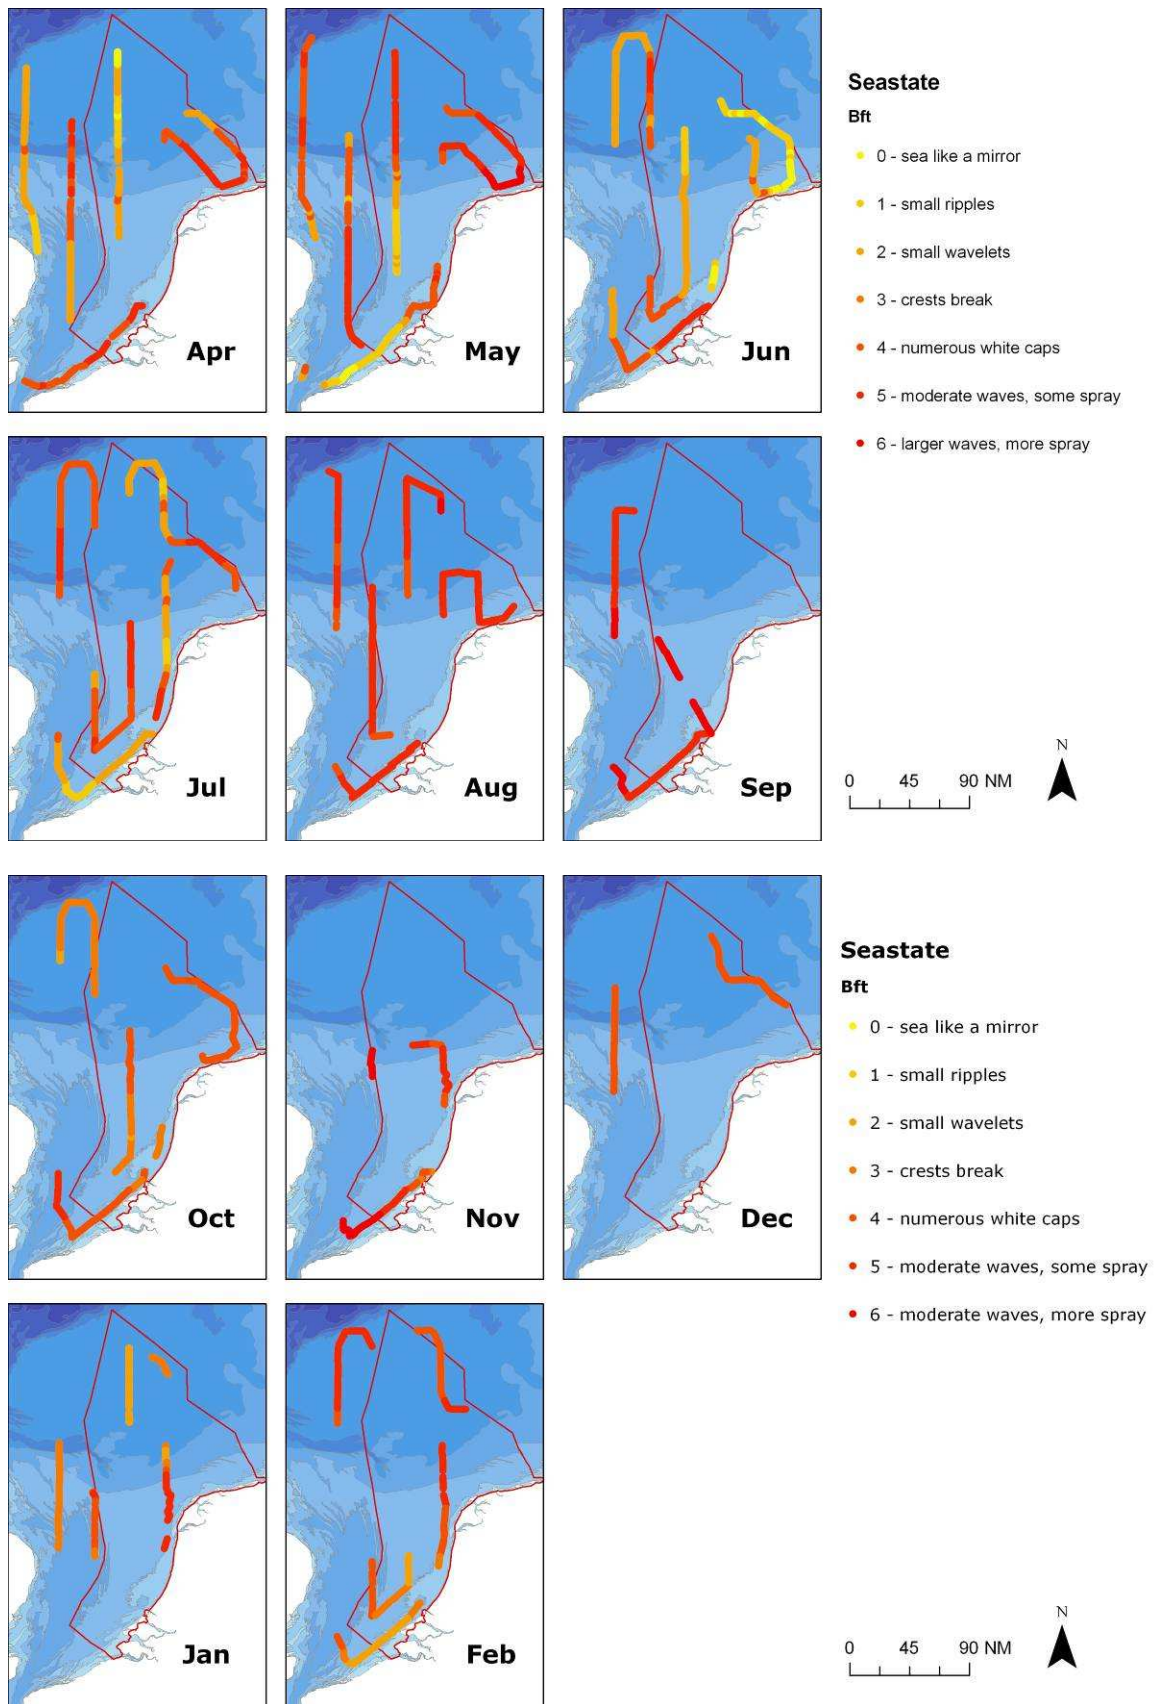 Seastate
Bft
0 - sea like a mirror
1 - small ripples
2 - small wavelets
3 - crests break
4 - numerous white caps
5 - moderate waves, some spray
6 - larger waves, more spray
Apr
May
Jun
Jul
Aug
Sep
N
0 45 90 NM
Seastate
Bft
0 - sea like a mirror
1 - small ripples
2 - small wavelets
3 - crests break
4 - numerous white caps
5 - moderate waves, some spray
6 - moderate waves, more spray
Oct
Nov
Dec
Jan
Feb
N
0 45 90 NM